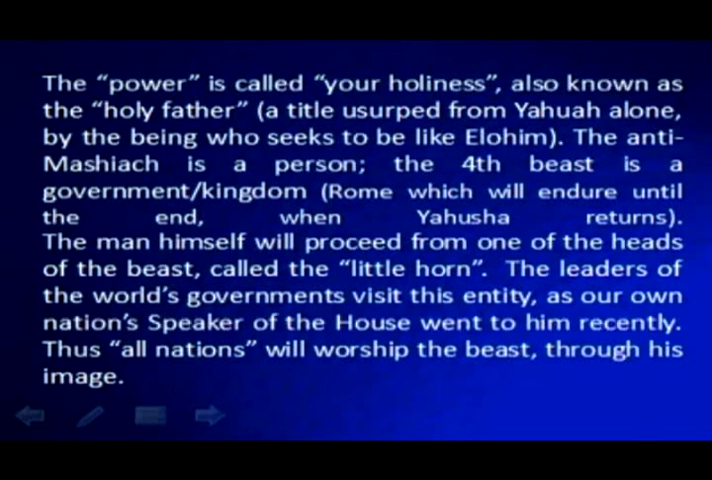 The “power” is called “your holiness”, also known as
the “holy father” (a title usurped from Yahuah alone,
by the being who seeks to be like Elohim). The anti-
Mashiach is a person; the 4th beast is a
government/kingdom (Rome which will endure until
the end, when Yahusha returns).
The man himself will proceed from one of the heads
of the beast, called the “little horn”. The leaders of
the world’s governments visit this entity, as our own
nation’s Speaker of the House went to him recently.
Thus “all nations” will worship the beast, through his
image.